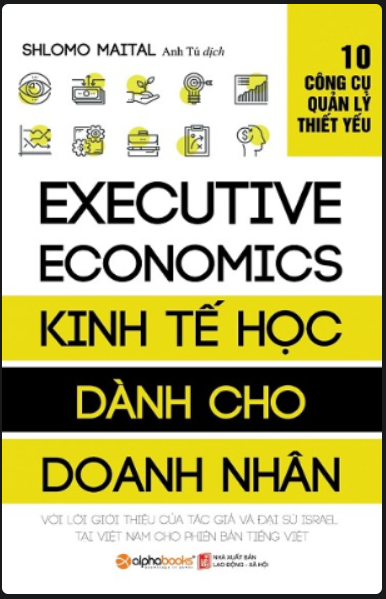 SHLOMO MAITAL Anh Tú dịch
10
CÔNG CỤ
QUẢN LÝ
THIẾT YẾU
EXECUTIVE
ECONOMICS
KINH TẾ HỌC
DÀNH CHO
DOANH NHÂN
VỚI LỜI GIỚI THIỆU CỦA TÁC GIẢ VÀ ĐẠI SỨ ISRAEL
TẠI VIỆT NAM CHO PHIÊN BẢN TIẾNG VIỆT
alphabooks
NHÀ XUẤT BẢN
LAO ĐỘNG - XÃ HỘI